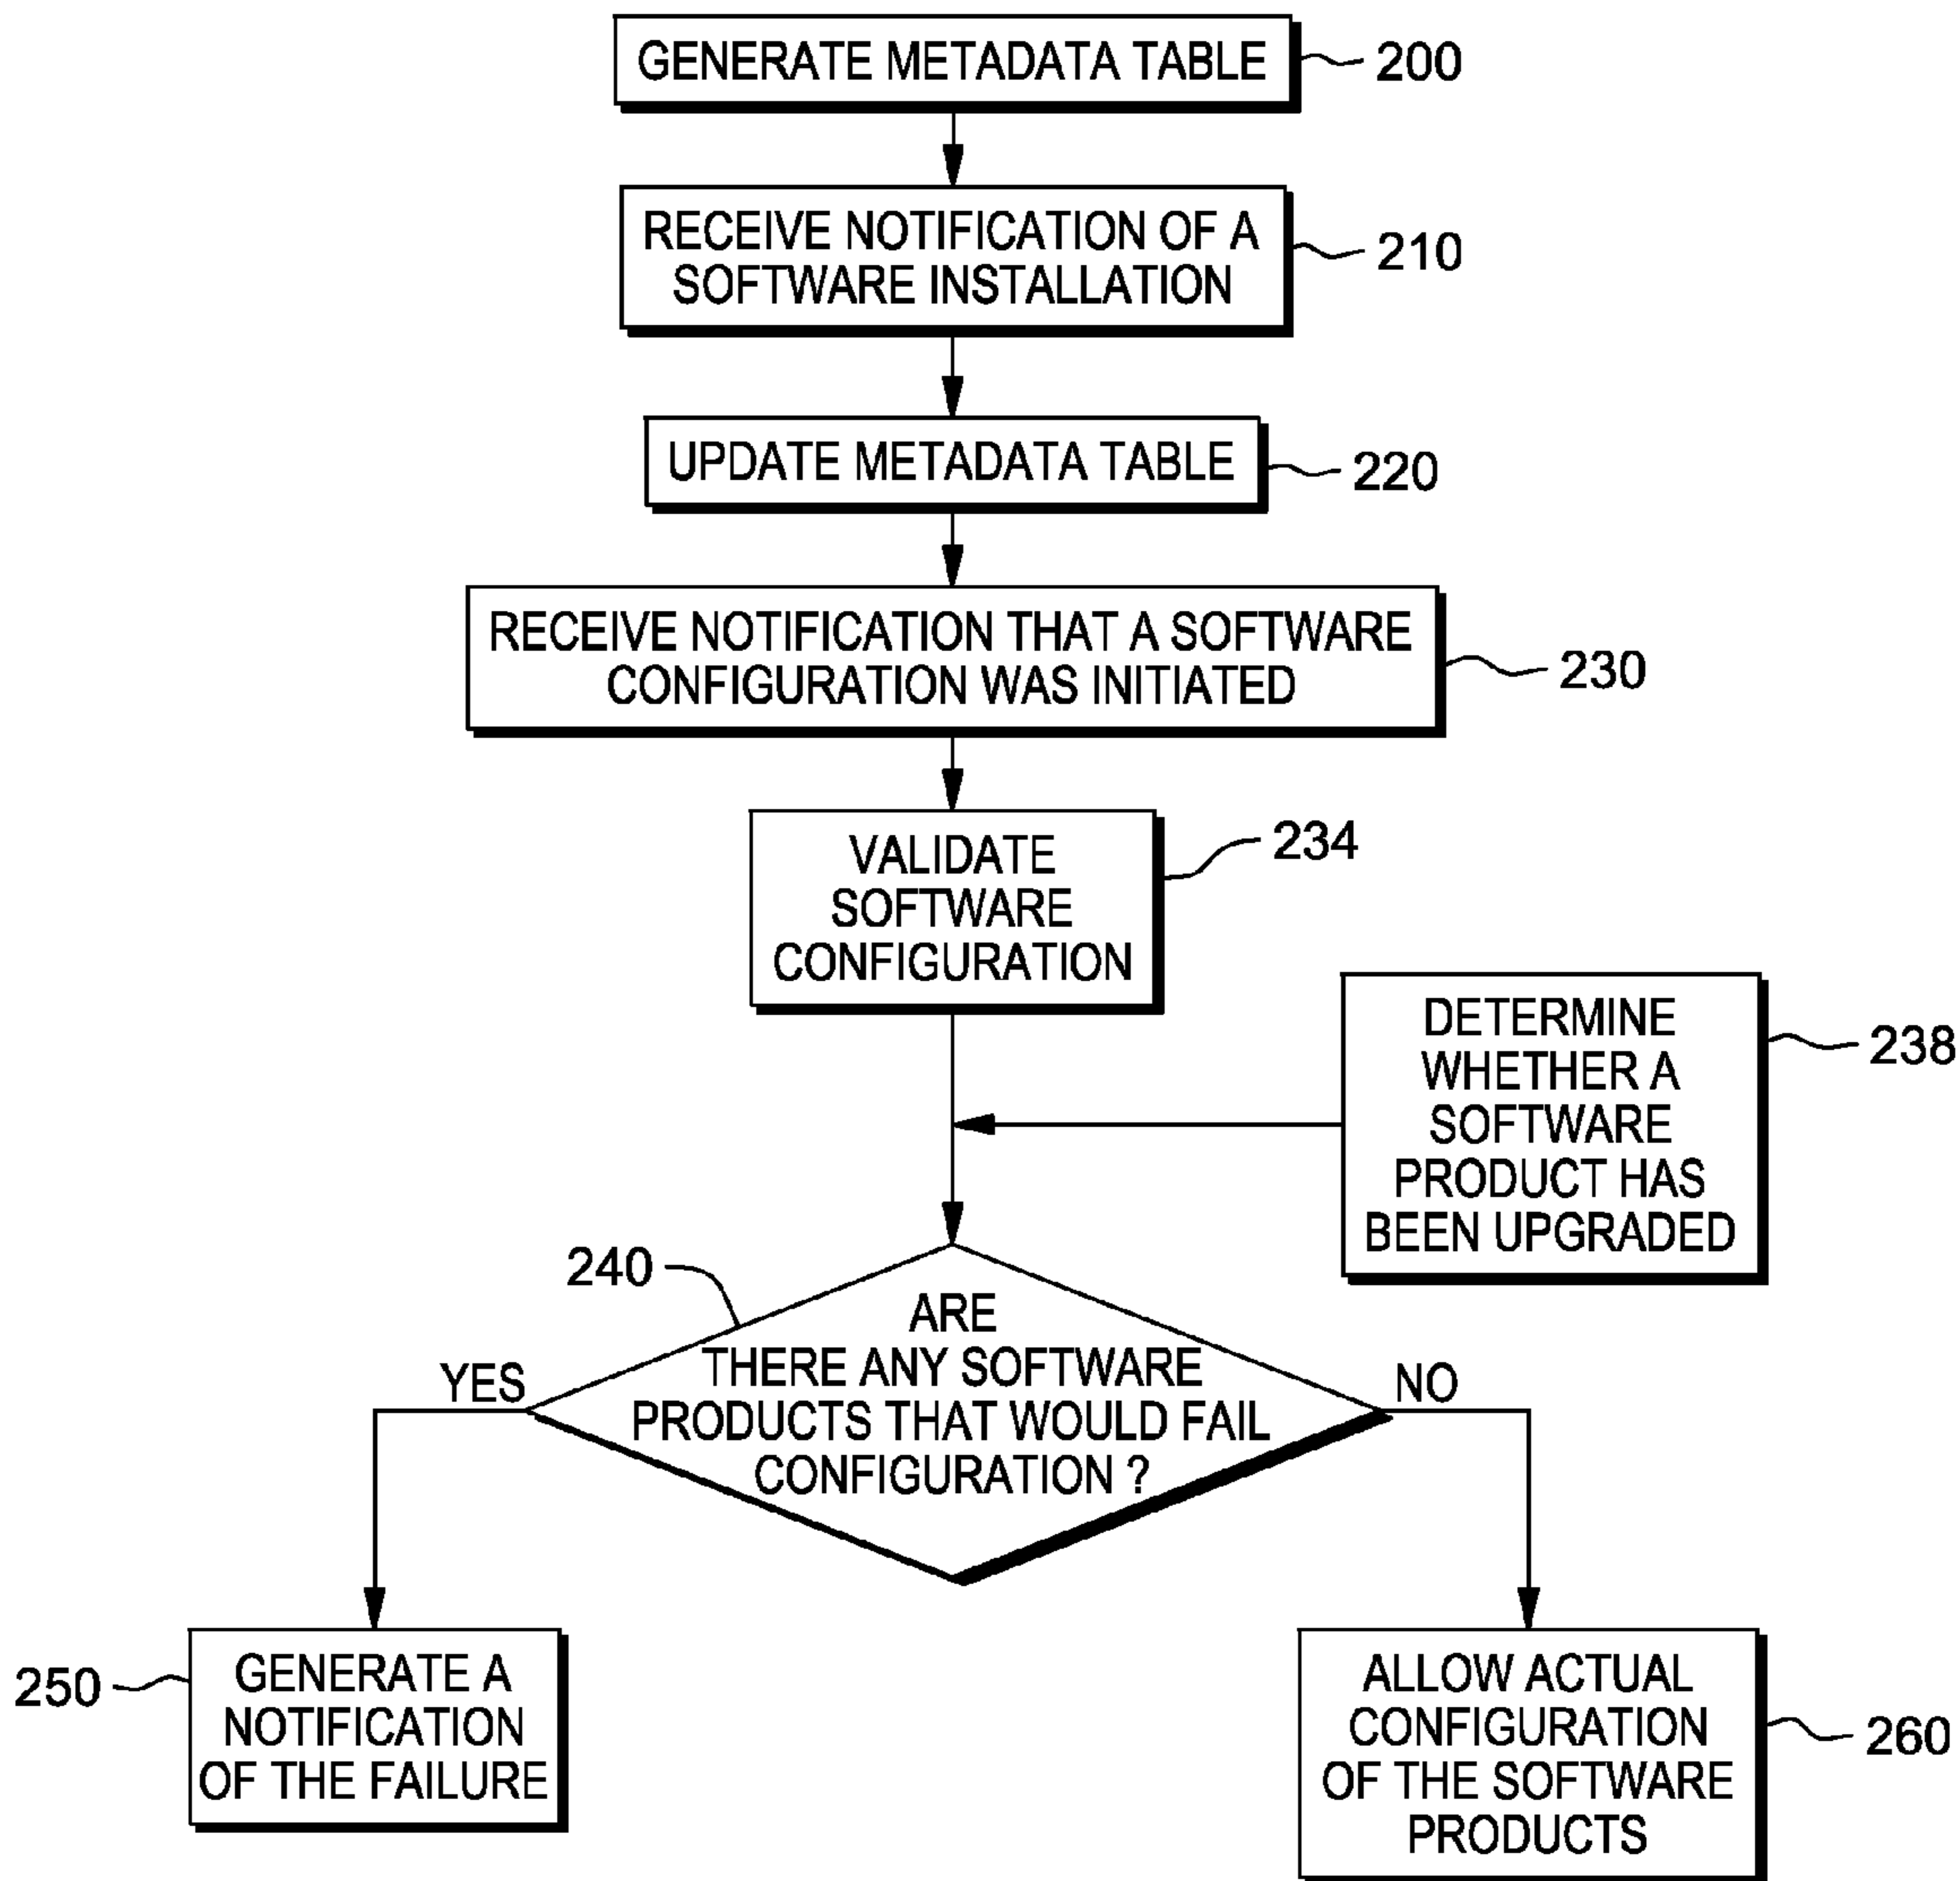 GENERATE METADATA TABLE
200
RECEIVE NOTIFICATION OF A
SOFTWARE INSTALLATION
210
UPDATE METADATA TABLE
220
RECEIVE NOTIFICATION THAT A SOFTWARE
CONFIGURATION WAS INITIATED
230
VALIDATE
SOFTWARE
CONFIGURATION
234
DETERMINE
WHETHER A
SOFTWARE
PRODUCT HAS
BEEN UPGRADED
238
240
ARE
THERE ANY SOFTWARE
PRODUCTS THAT WOULD FAIL
CONFIGURATION ?
YES
NO
250
GENERATE A
NOTIFICATION
OF THE FAILURE
ALLOW ACTUAL
CONFIGURATION
OF THE SOFTWARE
PRODUCTS
260